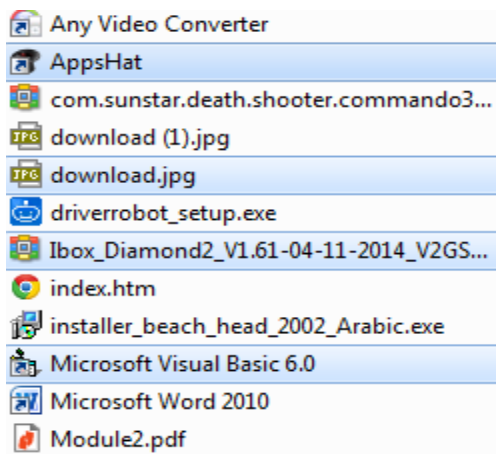 Any Video Converter
AppsHat
com.sunstar.death.shooter.commando3...
download (1).jpg
download.jpg
driverrobot_setup.exe
Ibox_Diamond2_V1.61-04-11-2014_V2GS...
index.htm
installer_beach_head_2002_Arabic.exe
Microsoft Visual Basic 6.0
Microsoft Word 2010
Module2.pdf